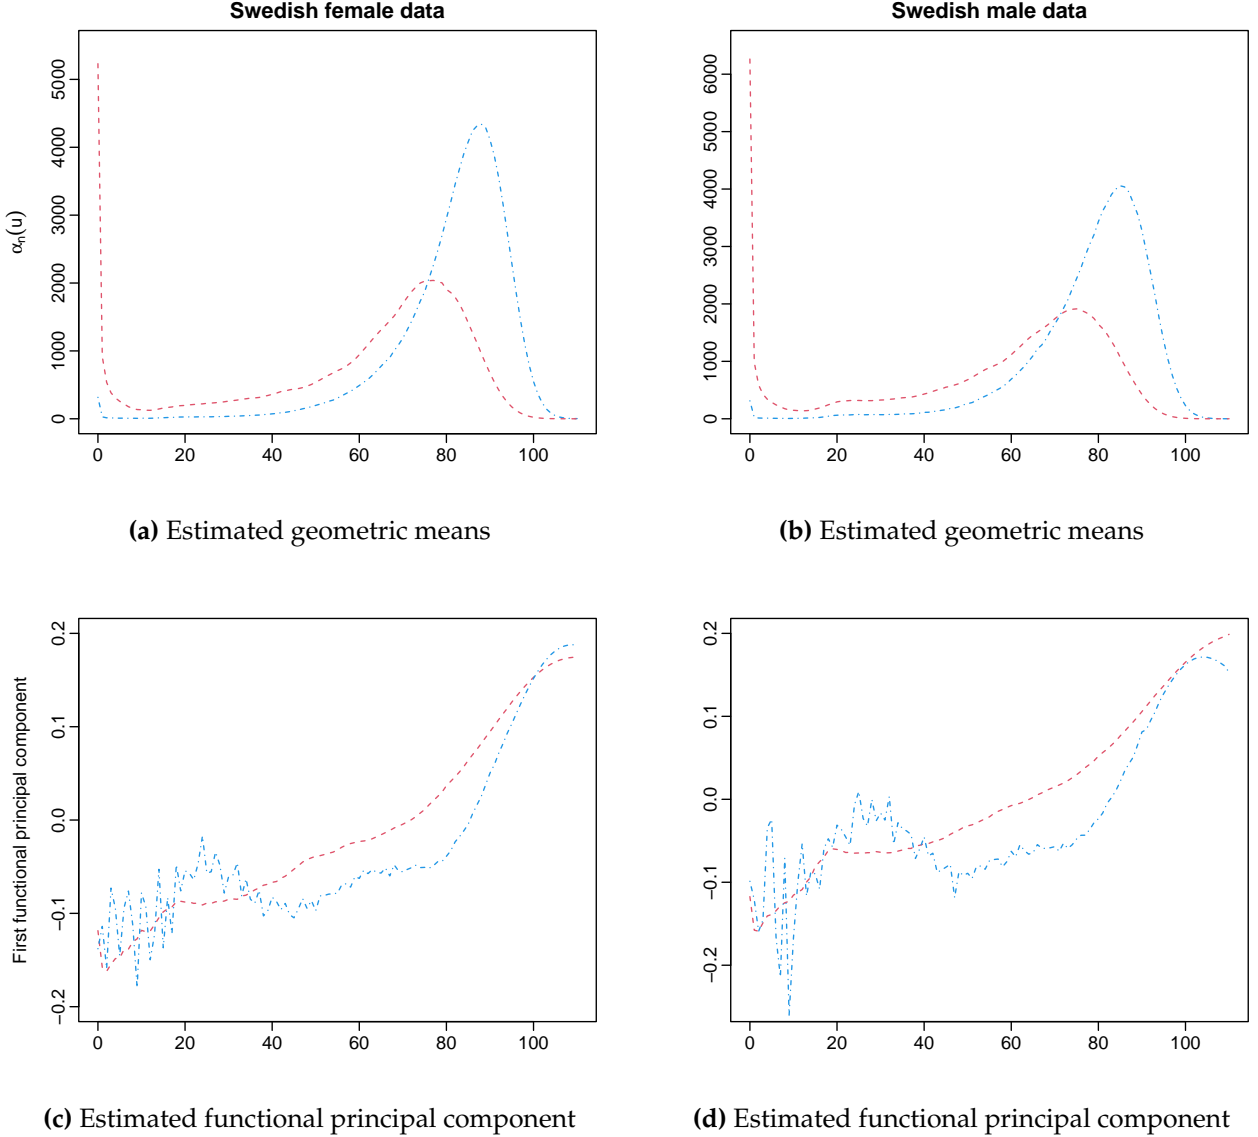 Swedish female data
Swedish male data
αn(u)
0 1000 2000 3000 4000 5000
0 20 40 60 80 100
0 1000 2000 3000 4000 5000 6000
0 20 40 60 80 100
(a) Estimated geometric means
(b) Estimated geometric means
First functional principal component
−0.2 −0.1 0.0 0.1 0.2
0 20 40 60 80 100
−0.2 −0.1 0.0 0.1 0.2
0 20 40 60 80 100
(c) Estimated functional principal component
(d) Estimated functional principal component